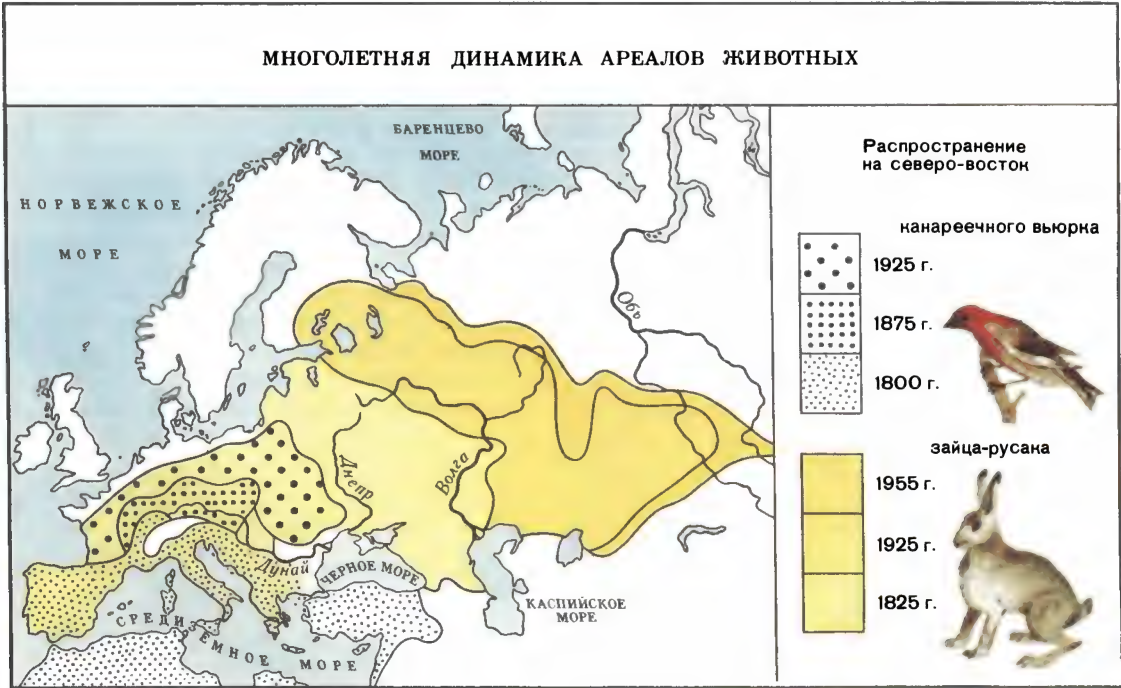 МНОГОЛЕТНЯЯ ДИНАМИКА АРЕАЛОВ ЖИВОТНЫХ
БАРЕНЦЕВО
МОРЕ
НОРВЕЖСКОЕ
МОРЕ
Обь
Волга
Днепр
Дунай
ЧЕРНОЕ МОРЕ
КАСПИЙСКОЕ
МОРЕ
СРЕДИЗЕМНОЕ МОРЕ
Распространение
на северо-восток
канареечного вьюрка
1925 г.
1875 г.
1800 г.
зайца-русака
1955 г.
1925 г.
1825 г.